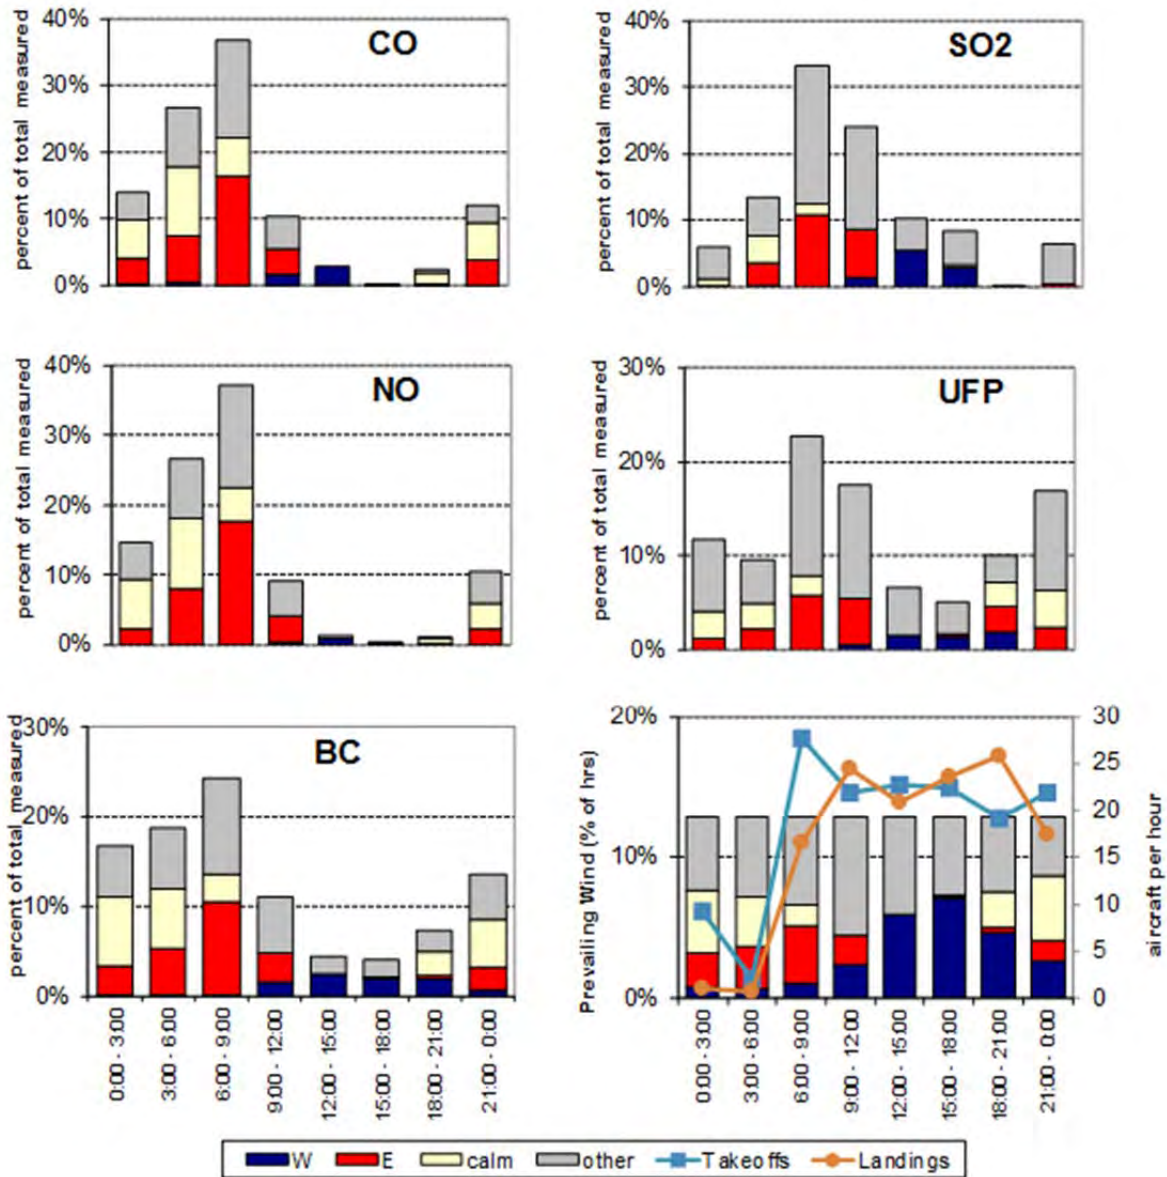 CO
percent of total measured
40%
30%
20%
10%
0%
SO2
percent of total measured
40%
30%
20%
10%
0%
NO
percent of total measured
40%
30%
20%
10%
0%
UFP
percent of total measured
30%
20%
10%
0%
BC
percent of total measured
30%
20%
10%
0%
0:00 - 3:00
3:00 - 6:00
6:00 - 9:00
9:00 - 12:00
12:00 - 15:00
15:00 - 18:00
18:00 - 21:00
21:00 - 0:00
Prevailing Wind (% of hrs)
20%
10%
0%
30
25
20
15
10
5
0
aircraft per hour
0:00 - 3:00
3:00 - 6:00
6:00 - 9:00
9:00 - 12:00
12:00 - 15:00
15:00 - 18:00
18:00 - 21:00
21:00 - 0:00
W E calm other Takeoffs Landings